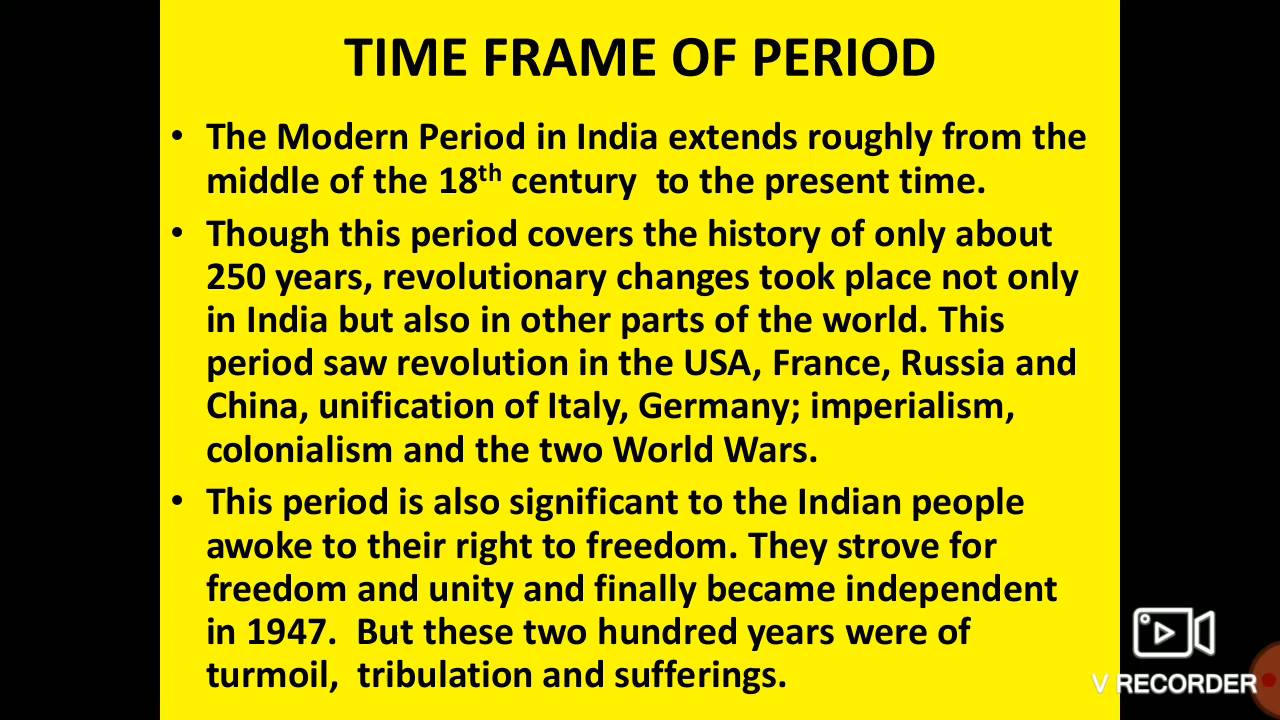 TIME FRAME OF PERIOD
• The Modern Period in India extends roughly from the
middle of the 18th century to the present time.
• Though this period covers the history of only about
250 years, revolutionary changes took place not only
in India but also in other parts of the world. This
period saw revolution in the USA, France, Russia and
China, unification of Italy, Germany; imperialism,
colonialism and the two World Wars.
• This period is also significant to the Indian people
awoke to their right to freedom. They strove for
freedom and unity and finally became independent
in 1947. But these two hundred years were of
turmoil, tribulation and sufferings.
V RECORDER